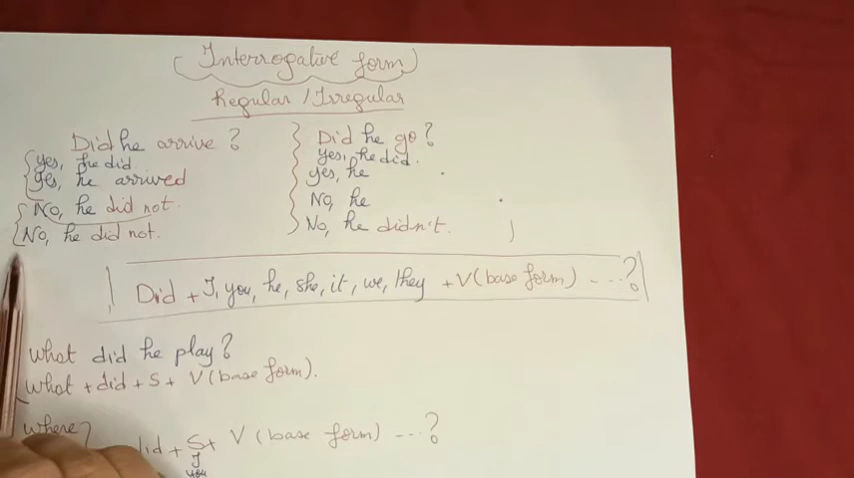 Interrogative form
Regular / Irregular
Did he arrive ?
yes, he did.
yes, he arrived
No, he did not.
No, he did not.
Did he go ?
yes, he did.
yes, he
No, he
No, he didn't.
Did + I, you, he, she, it, we, they + V (base form) ... ?
what did he play ?
what + did + S + V (base form).
where
did + S + V (base form) ... ?
I
you